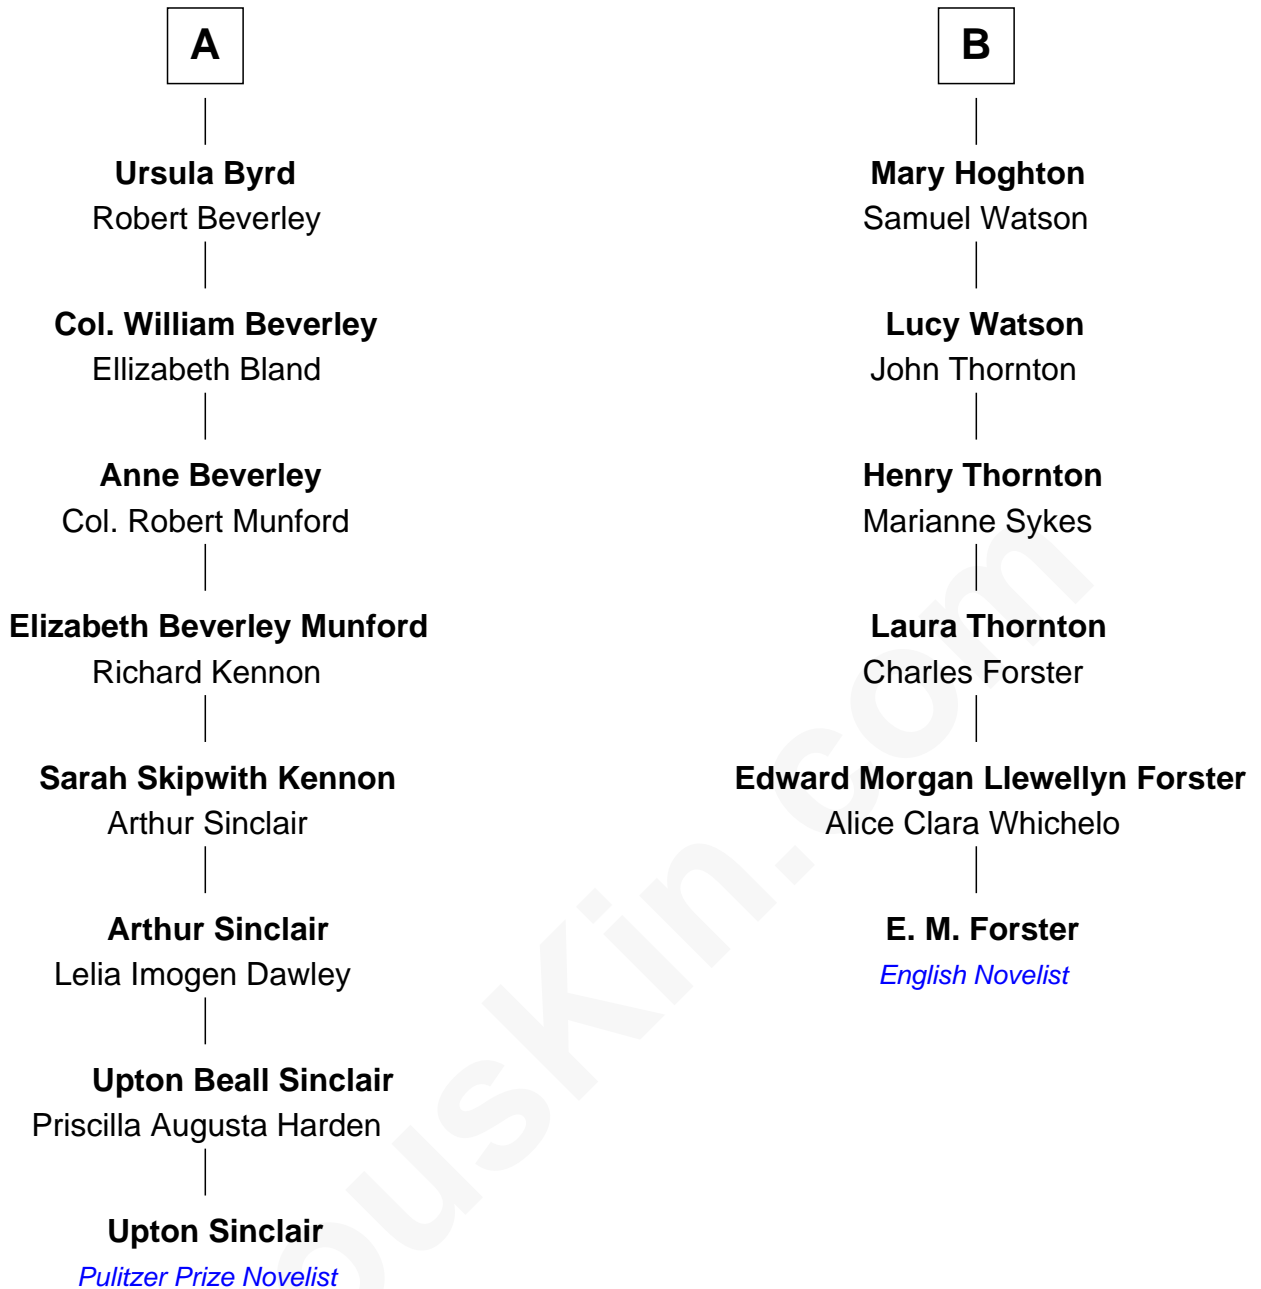 A
Ursula Byrd
Robert Beverley
Col. William Beverley
Ellizabeth Bland
Anne Beverley
Col. Robert Munford
Elizabeth Beverley Munford
Richard Kennon
Sarah Skipwith Kennon
Arthur Sinclair
Arthur Sinclair
Lelia Imogen Dawley
Upton Beall Sinclair
Priscilla Augusta Harden
Upton Sinclair
Pulitzer Prize Novelist
B
Mary Hoghton
Samuel Watson
Lucy Watson
John Thornton
Henry Thornton
Marianne Sykes
Laura Thornton
Charles Forster
Edward Morgan Llewellyn Forster
Alice Clara Whichelo
E. M. Forster
English Novelist
ousKin.com